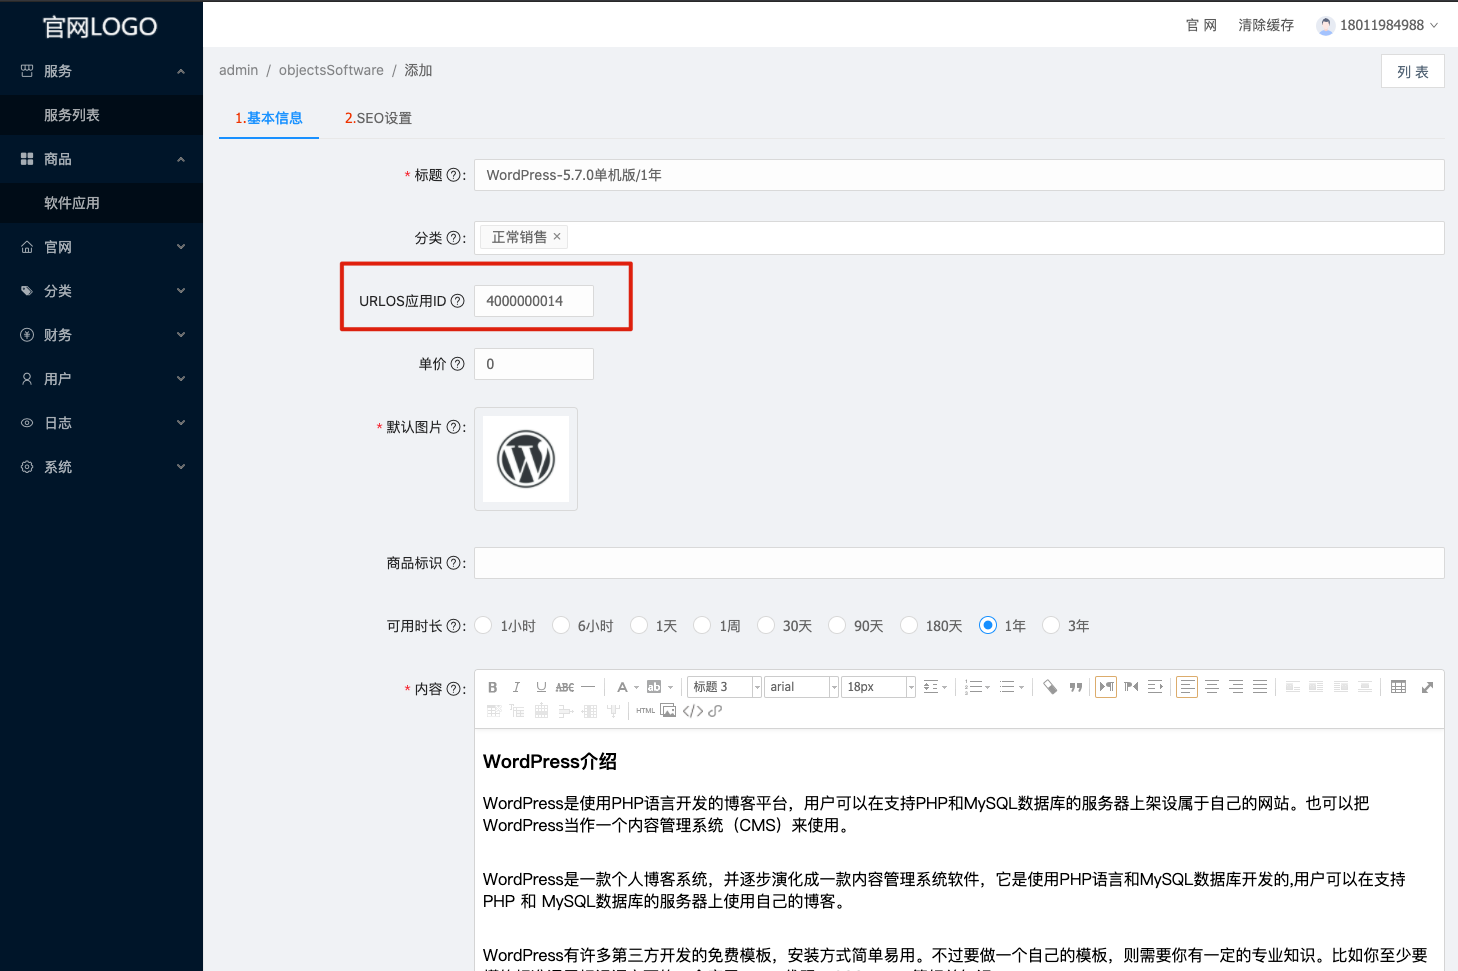 官网LOGO
官 网 清除缓存 18011984988
服务
服务列表
商品
软件应用
官网
分类
财务
用户
日志
系统
admin / objectsSoftware / 添加
列 表
1.基本信息 2.SEO设置
* 标题 : WordPress-5.7.0单机版/1年
分类 : 正常销售 ×
URLOS应用ID 4000000014
单价 0
* 默认图片 :
商品标识 :
可用时长 : 1小时 6小时 1天 1周 30天 90天 180天 1年 3年
* 内容 : B I U ABC A ab 标题 3 arial 18px
HTML
WordPress介绍
WordPress是使用PHP语言开发的博客平台，用户可以在支持PHP和MySQL数据库的服务器上架设属于自己的网站。也可以把
WordPress当作一个内容管理系统（CMS）来使用。
WordPress是一款个人博客系统，并逐步演化成一款内容管理系统软件，它是使用PHP语言和MySQL数据库开发的,用户可以在支持
PHP 和 MySQL数据库的服务器上使用自己的博客。
WordPress有许多第三方开发的免费模板，安装方式简单易用。不过要做一个自己的模板，则需要你有一定的专业知识。比如你至少要